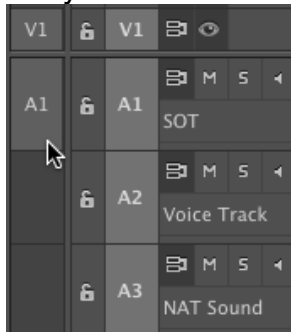 V1 V1
A1 A1 M S
SOT
A2 M S
Voice Track
A3 M S
NAT Sound